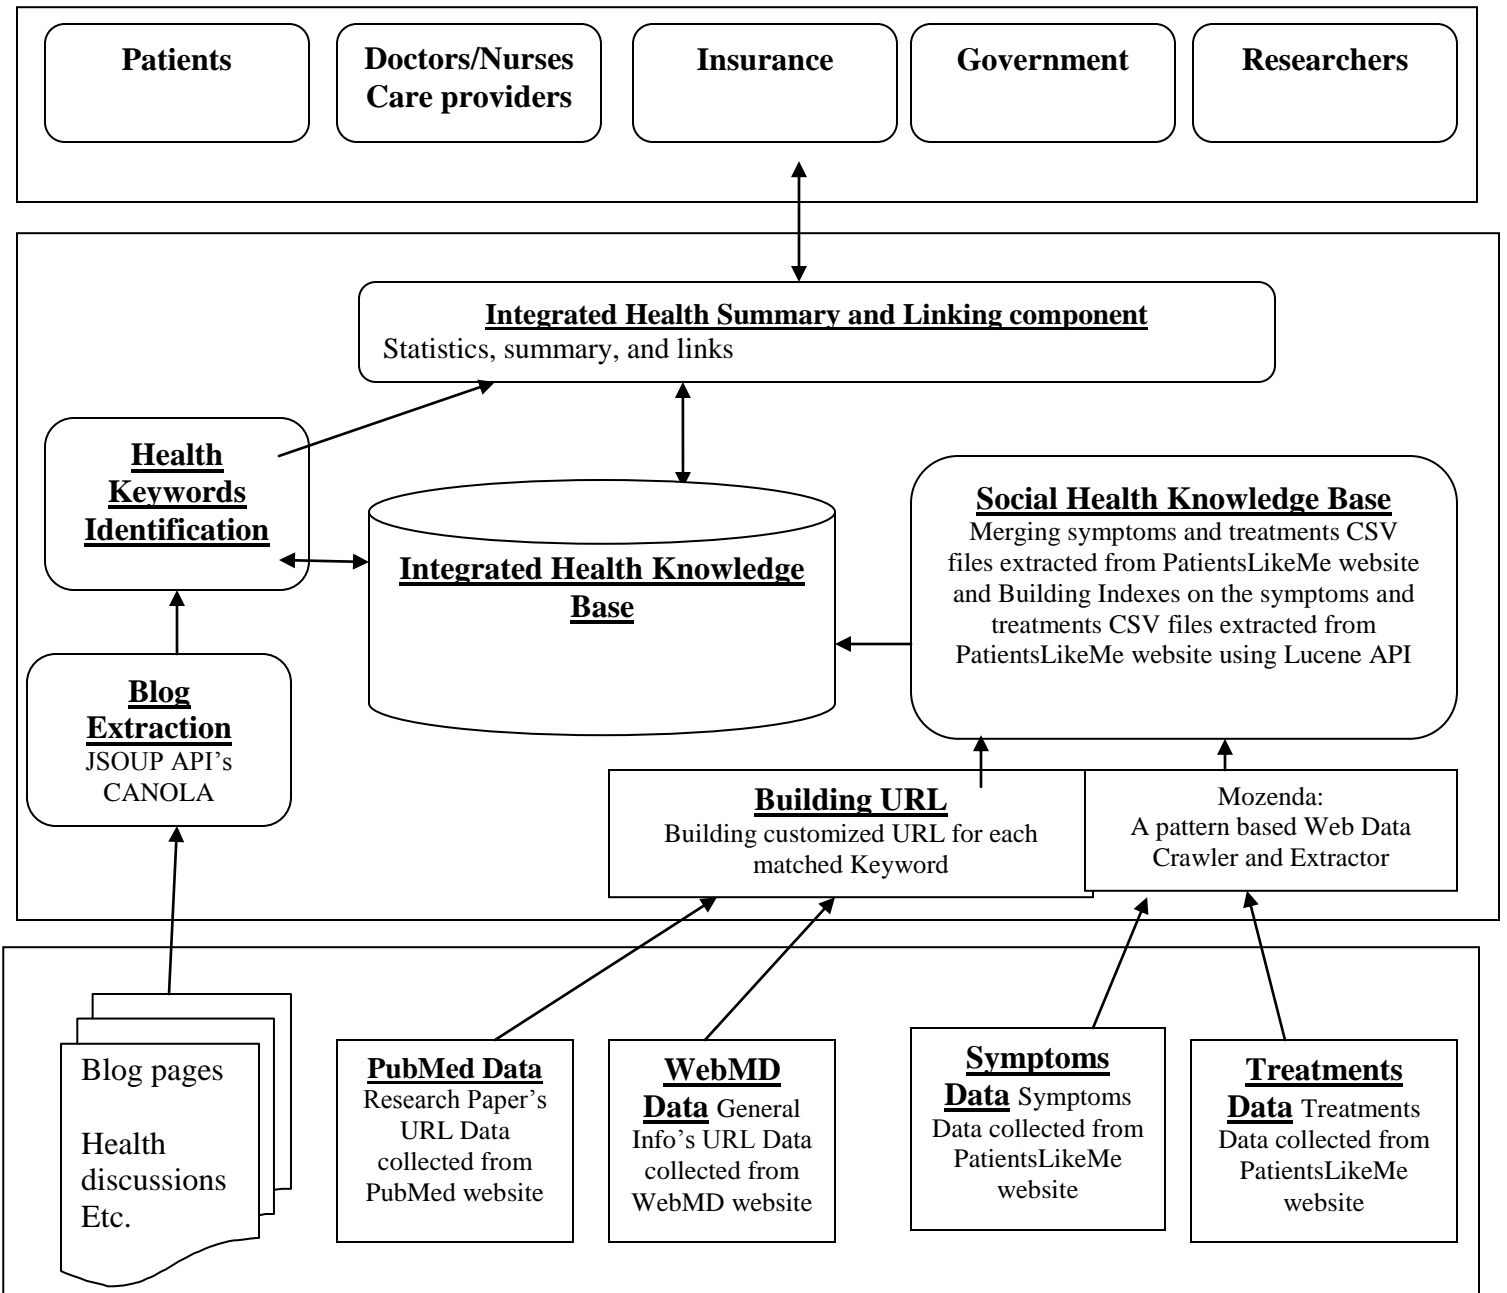 Patients
Doctors/Nurses
Care providers
Insurance
Government
Researchers
Integrated Health Summary and Linking component
Statistics, summary, and links
Health
Keywords
Identification
Integrated Health Knowledge
Base
Social Health Knowledge Base
Merging symptoms and treatments CSV
files extracted from PatientsLikeMe website
and Building Indexes on the symptoms and
treatments CSV files extracted from
PatientsLikeMe website using Lucene API
Blog
Extraction
JSOUP API’s
CANOLA
Building URL
Building customized URL for each
matched Keyword
Mozenda:
A pattern based Web Data
Crawler and Extractor
Blog pages
Health
discussions
Etc.
PubMed Data
Research Paper’s
URL Data
collected from
PubMed website
WebMD
Data General
Info’s URL Data
collected from
WebMD website
Symptoms
Data Symptoms
Data collected from
PatientsLikeMe
website
Treatments
Data Treatments
Data collected from
PatientsLikeMe
website